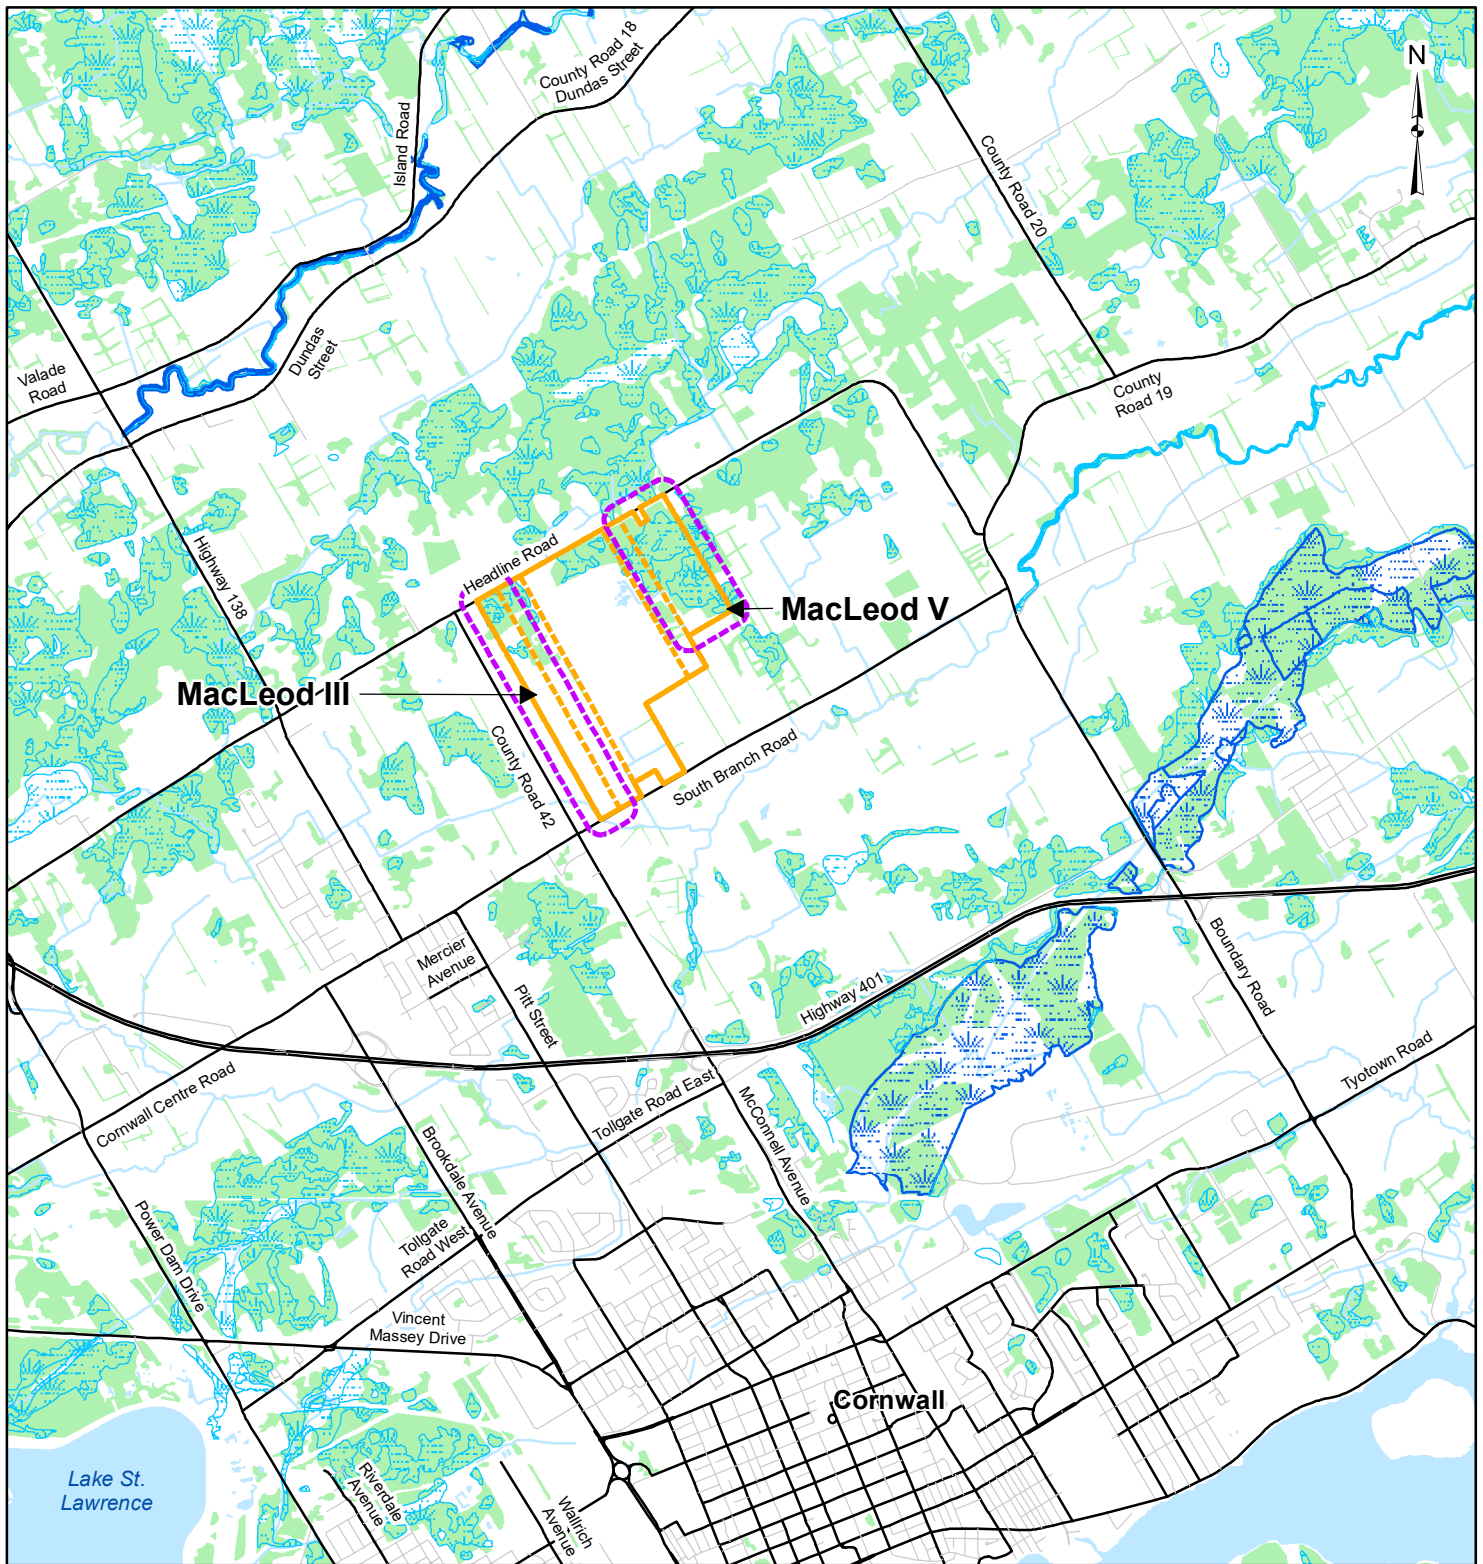 County Road 18
Dundas Street
N
Island Road
County Road 20
Valade
Road
Dundas
Street
County
Road 19
Highway 138
Headline Road
MacLeod V
MacLeod III
County Road 42
South Branch Road
Mercier
Avenue
Pitt Street
Highway 401
Boundary Road
Tyotown Road
Cornwall Centre Road
Tollgate Road East
McConnell Avenue
Brookdale Avenue
Power Dam Drive
Tollgate
Road West
Vincent
Massey Drive
Cornwall
Lake St.
Lawrence
Riverdale
Avenue
Wallrich
Avenue